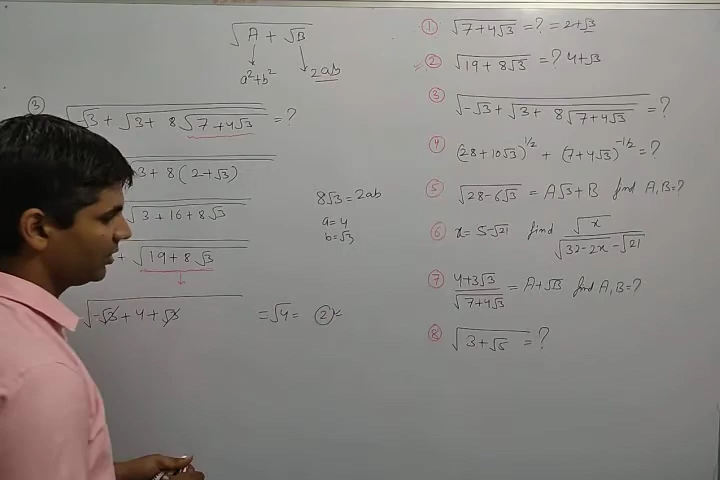 √(A + √B)
a²+b² 2ab
③ √(-√3 + √(3 + 8√(7+4√3))) = ?
3 + 8(2+√3)
√(3 + 16 + 8√3)
+ √(19 + 8√3)
√(-√3 + 4 + √3) = √4 = ②
8√3 = 2ab
a = 4
b = √3
① √(7+4√3) = ? = 2+√3
② √(19+8√3) = ? 4+√3
③ √(-√3 + √(3 + 8√(7+4√3))) = ?
④ (28+10√3)^1/2 + (7+4√3)^-1/2 = ?
⑤ √(28-6√3) = A√3 + B find A, B = ?
⑥ x = 5-√21 find √x / √(32-2x-√21)
⑦ (4+3√3) / √(7+4√3) = A+√B find A, B = ?
⑧ √(3+√5) = ?